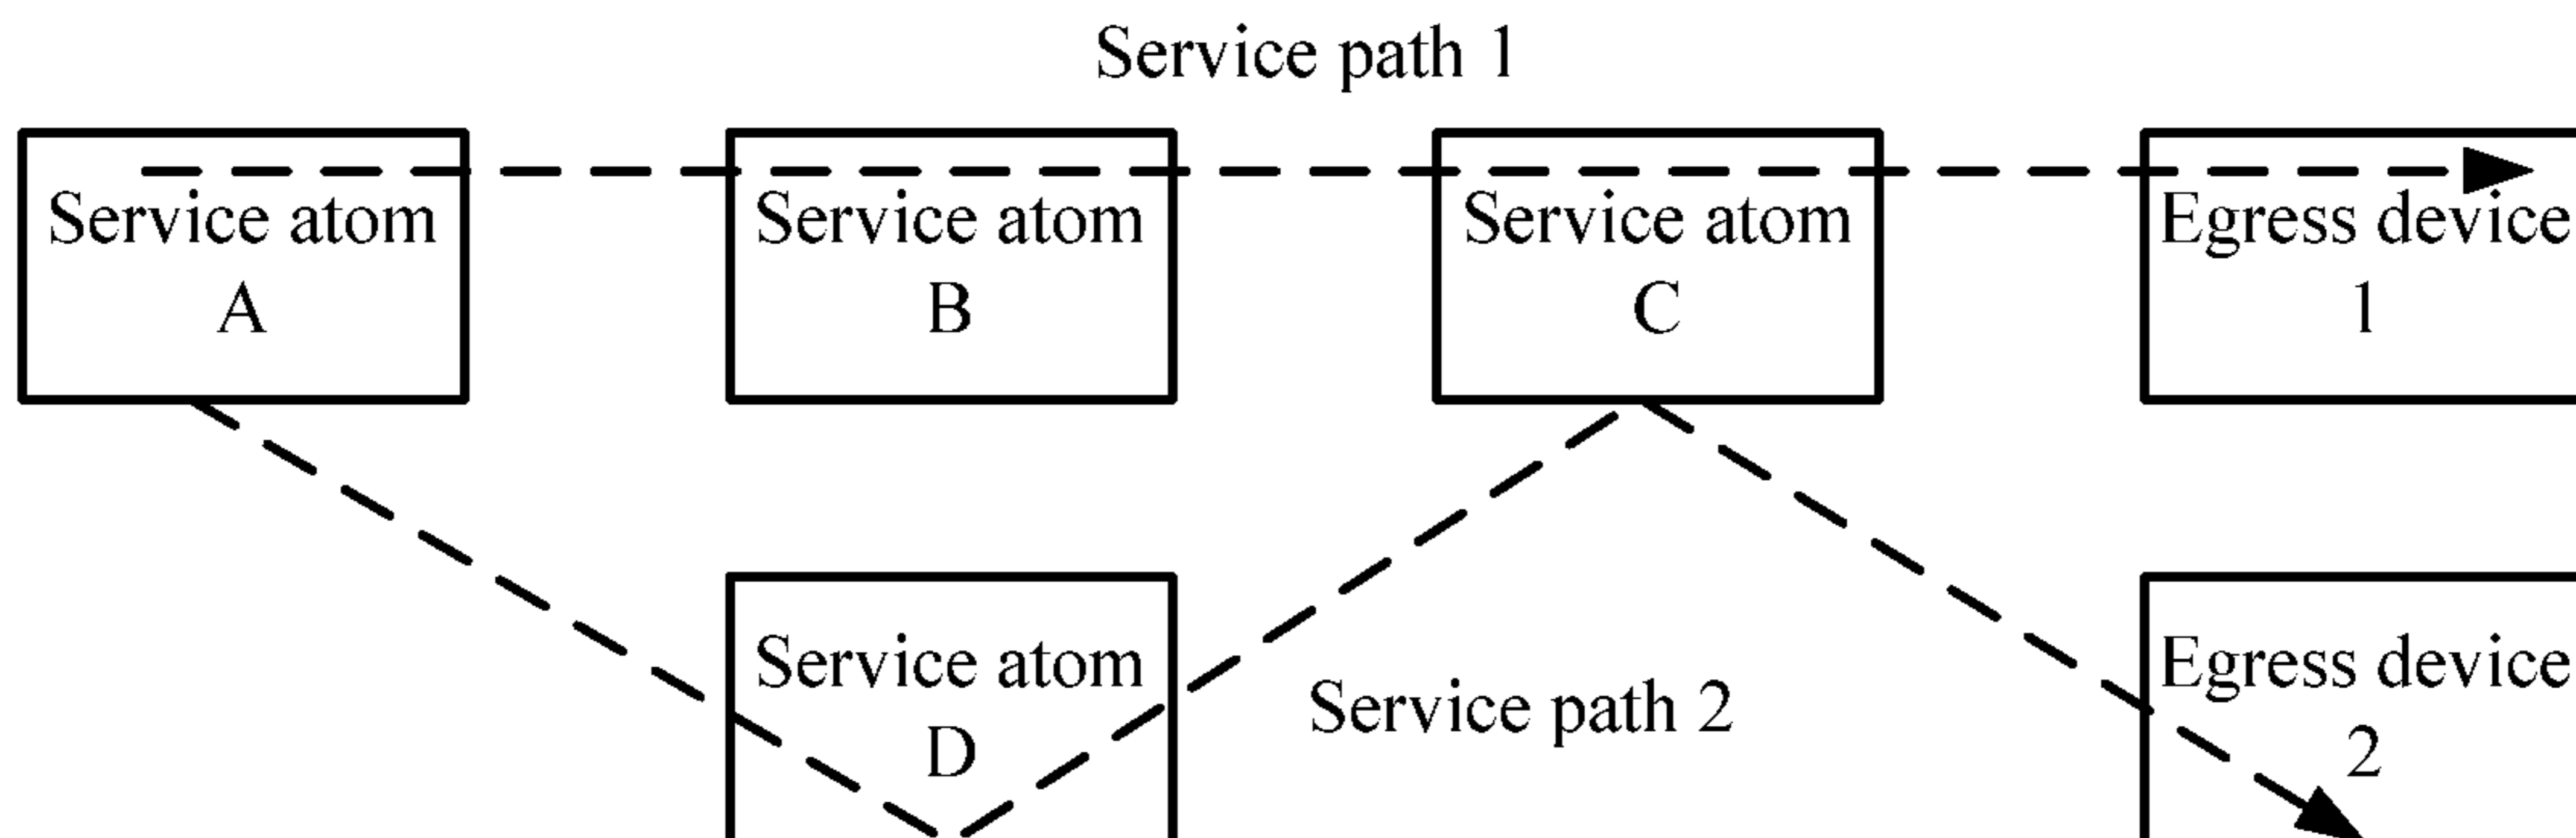 Service path 1
Service atom
A
Service atom
B
Service atom
C
Egress device
1
Service atom
D
Service path 2
Egress device
2